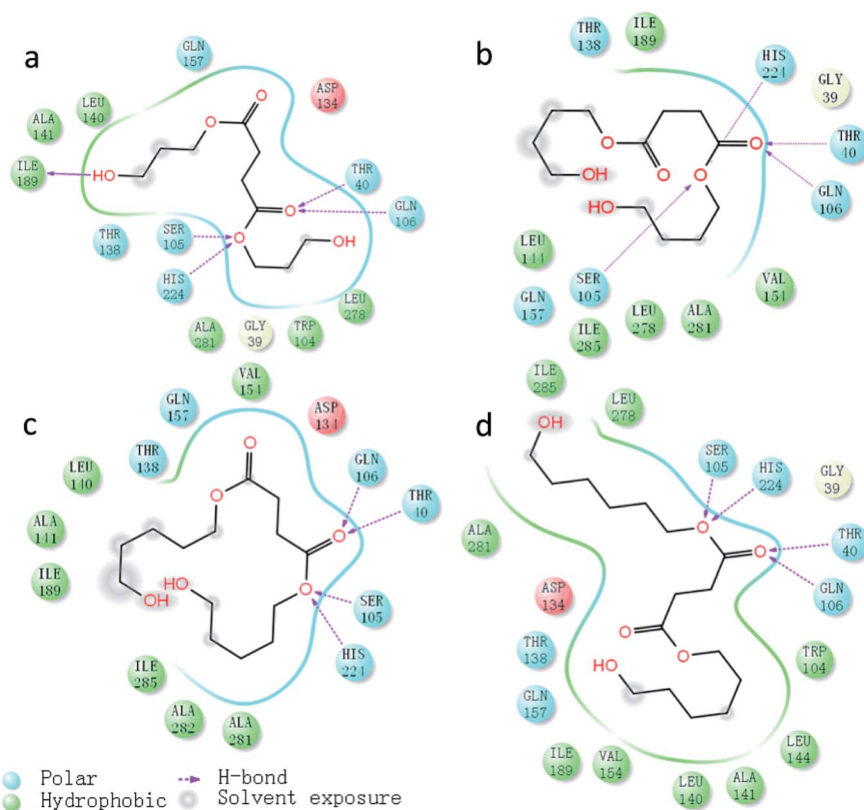 a
GLN
157
ASP
134
LEU
140
ALA
141
ILE
189
HO
O
O
THR
40
GLN
106
O
O
OH
SER
105
THR
138
HIS
224
LEU
278
ALA
281
GLY
39
TRP
104
b
THR
138
ILE
189
HIS
224
GLY
39
THR
40
O
O
OH
O
O
GLN
106
HO
LEU
144
GLN
157
SER
105
ILE
285
LEU
278
ALA
281
VAL
154
c
VAL
154
GLN
157
ASP
134
THR
138
GLN
106
THR
40
LEU
140
O
O
ALA
141
O
ILE
189
HO
OH
O
SER
105
HIS
224
ILE
285
ALA
282
ALA
281
d
ILE
285
LEU
278
OH
SER
105
HIS
224
GLY
39
THR
40
ALA
281
O
O
GLN
106
ASP
134
O
THR
138
HO
O
TRP
104
GLN
157
ILE
189
VAL
154
LEU
140
ALA
141
LEU
144
Polar
H-bond
Hydrophobic
Solvent exposure